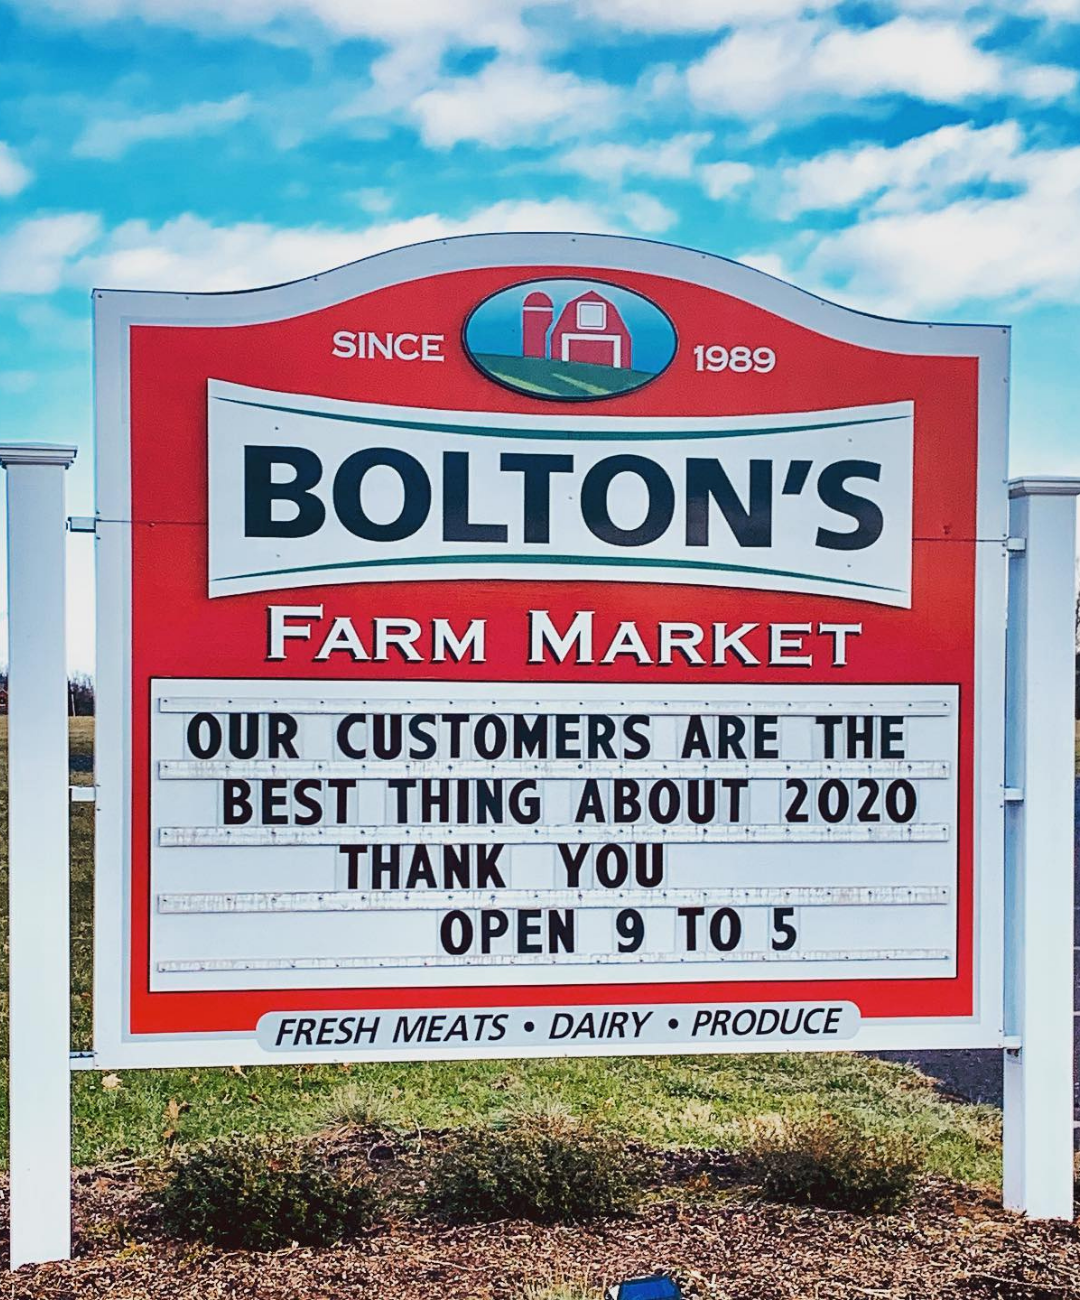 SINCE 1989
BOLTON'S
FARM MARKET
OUR CUSTOMERS ARE THE
BEST THING ABOUT 2020
THANK YOU
OPEN 9 TO 5
FRESH MEATS • DAIRY • PRODUCE